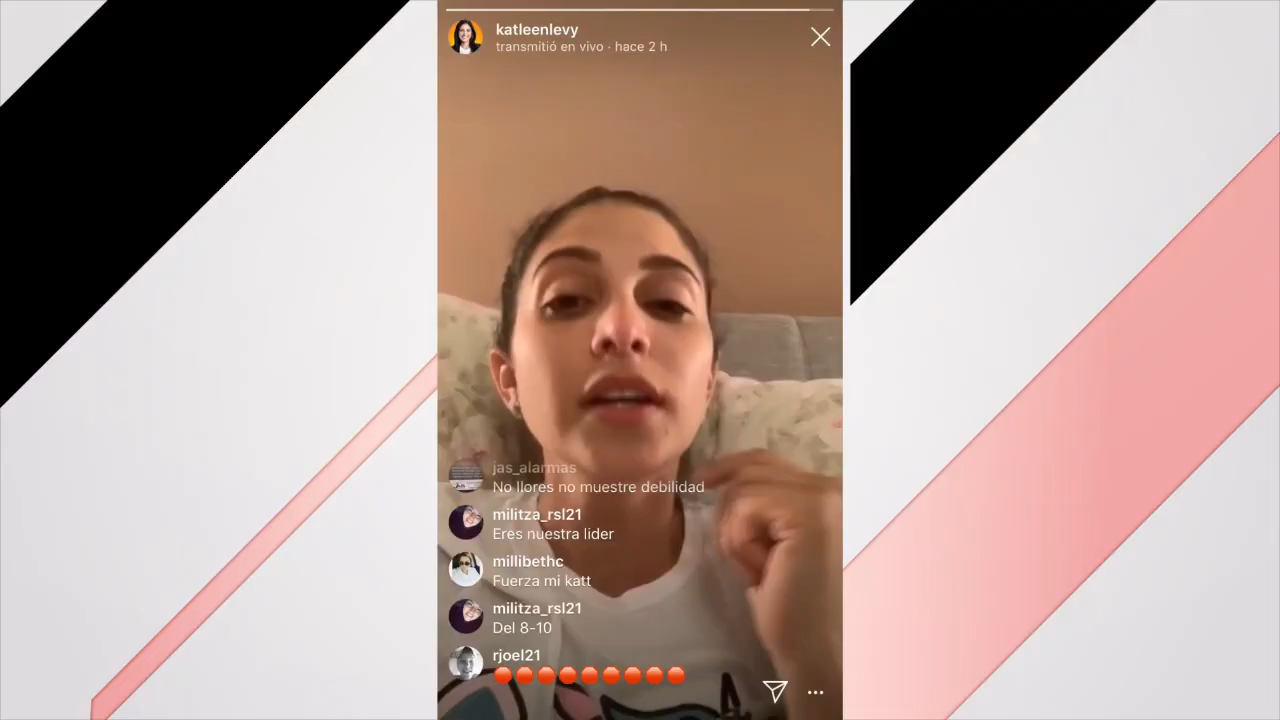 katleenlevy
transmitió en vivo · hace 2 h
jas_alarmas
No llores no muestre debilidad
militza_rsl21
Eres nuestra lider
millibethc
Fuerza mi katt
militza_rsl21
Del 8-10
rjoel21